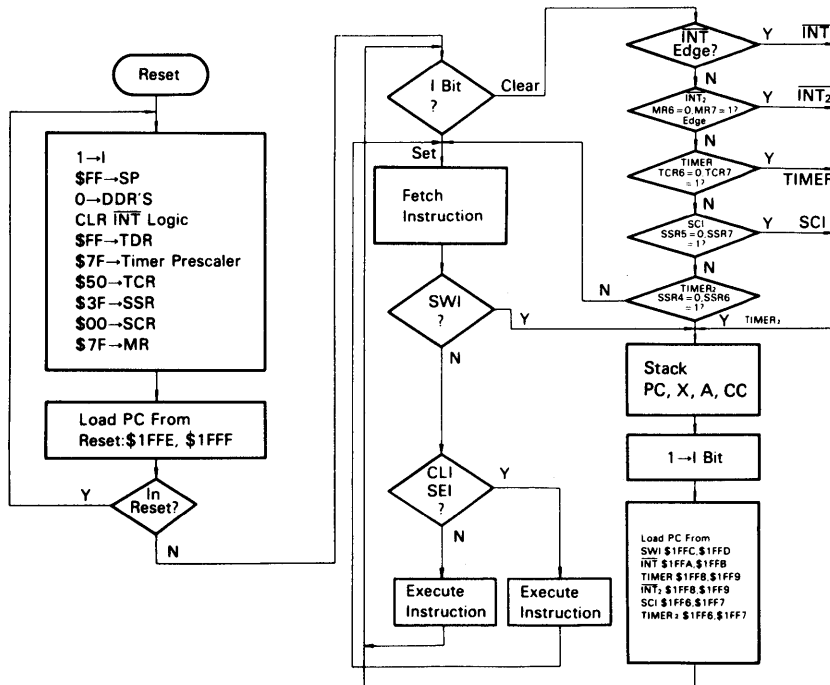 Reset
1→I
$FF→SP
0→DDR'S
CLR INT Logic
$FF→TDR
$7F→Timer Prescaler
$50→TCR
$3F→SSR
$00→SCR
$7F→MR
Load PC From
Reset:$1FFE, $1FFF
In
Reset?
Y
N
I Bit
?
Clear
Set
Fetch
Instruction
SWI
?
Y
N
CLI
SEI
?
Y
N
Execute
Instruction
Execute
Instruction
INT
Edge?
Y
INT
N
INT₂
MR6=0,MR7=1?
Edge
Y
INT₂
N
TIMER
TCR6=0,TCR7
=1?
Y
TIMER
N
SCI
SSR5=0,SSR7
=1?
Y
SCI
N
TIMER₂
SSR4=0,SSR6
=1?
N
Y
TIMER₂
Stack
PC, X, A, CC
1→I Bit
Load PC From
SWI $1FFC,$1FFD
INT $1FFA,$1FFB
TIMER $1FF8,$1FF9
INT₂ $1FF8,$1FF9
SCI $1FF6,$1FF7
TIMER₂ $1FF6,$1FF7